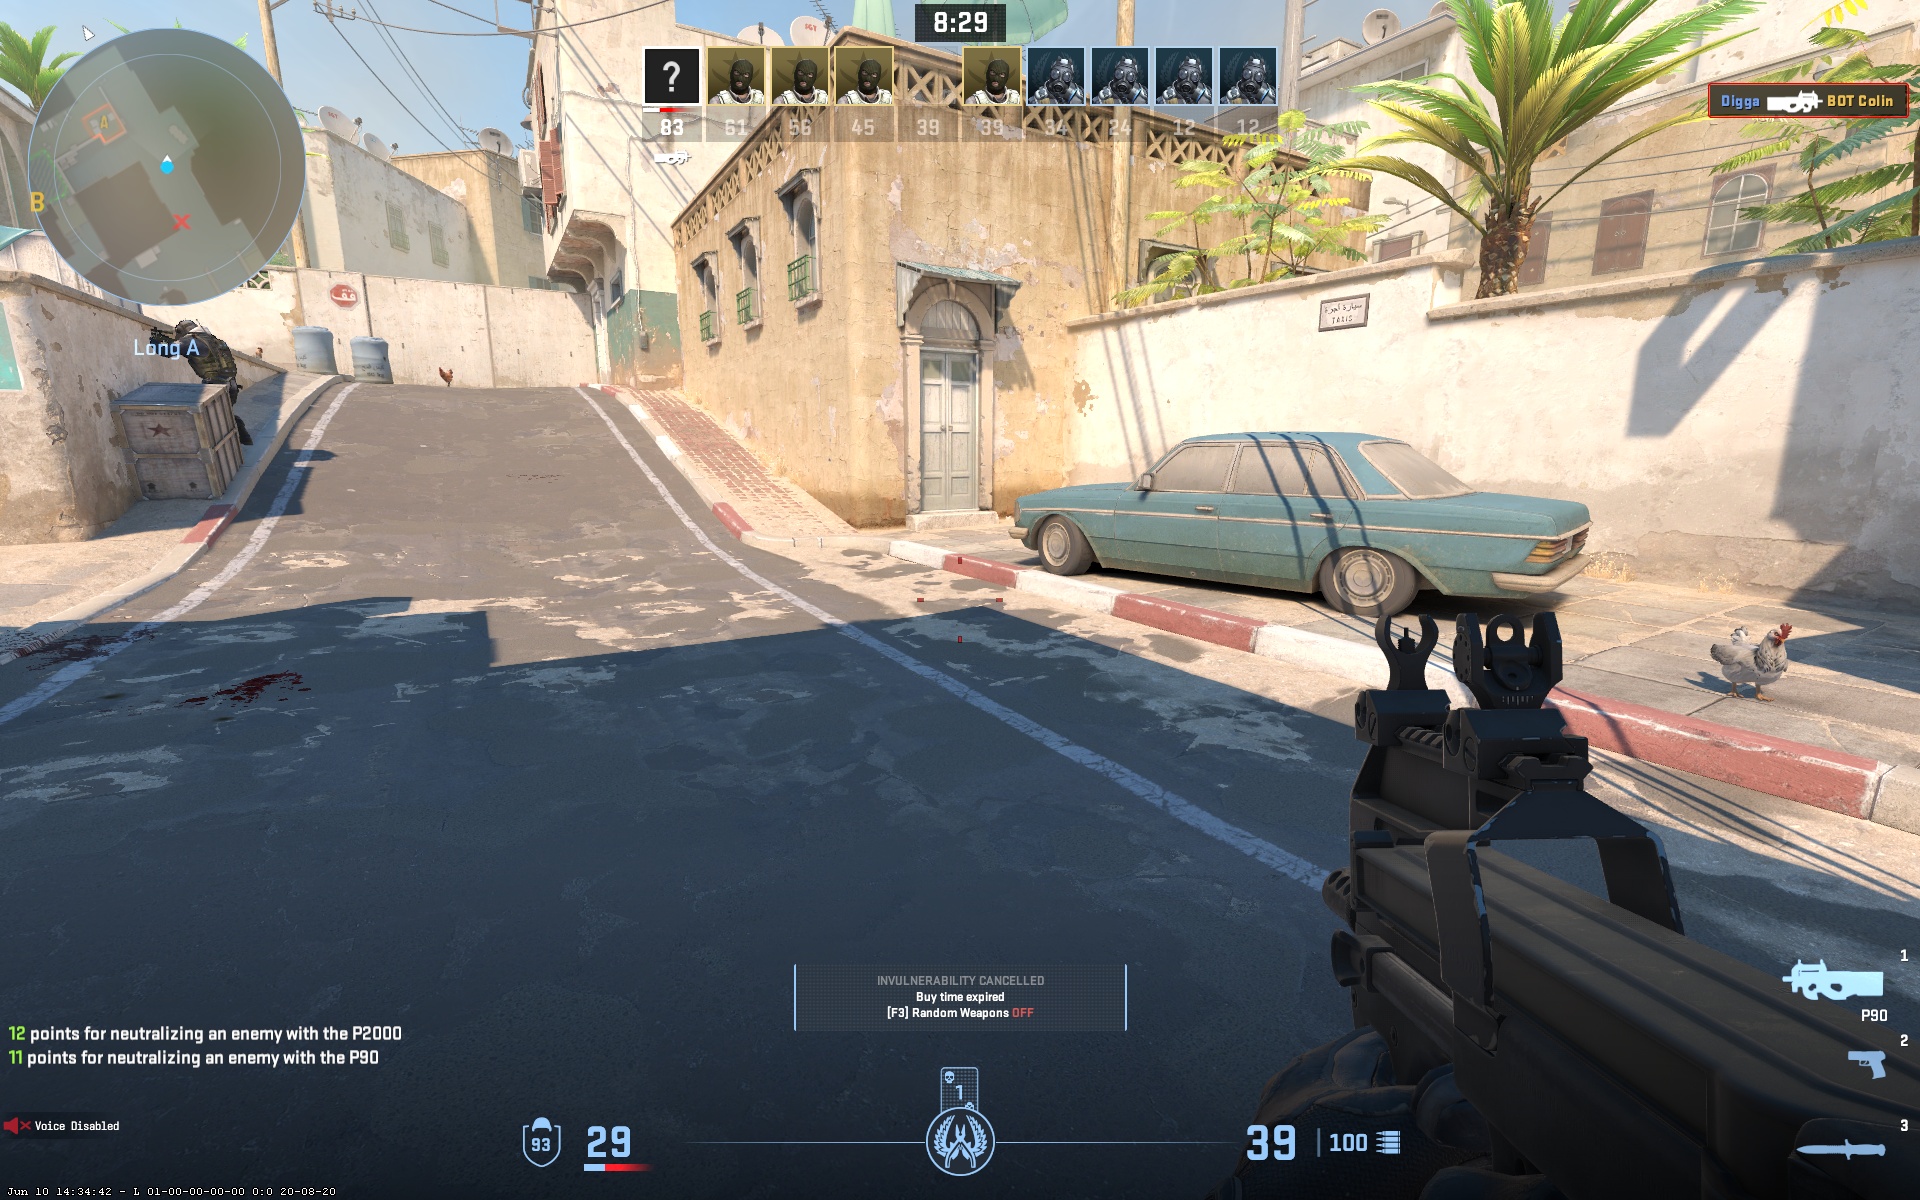 8:29
?
83 61 56 45 39 39 34 24 12 12
Digga BOT Colin
A
B
Long A
TAXIS
INVULNERABILITY CANCELLED
Buy time expired
[F3] Random Weapons OFF
12 points for neutralizing an enemy with the P2000
11 points for neutralizing an enemy with the P90
Voice Disabled
93
29
1
39 | 100
1
P90
2
3
Jun 10 14:34:42 - L 01-00-00-00-00 0:0 20-08-20